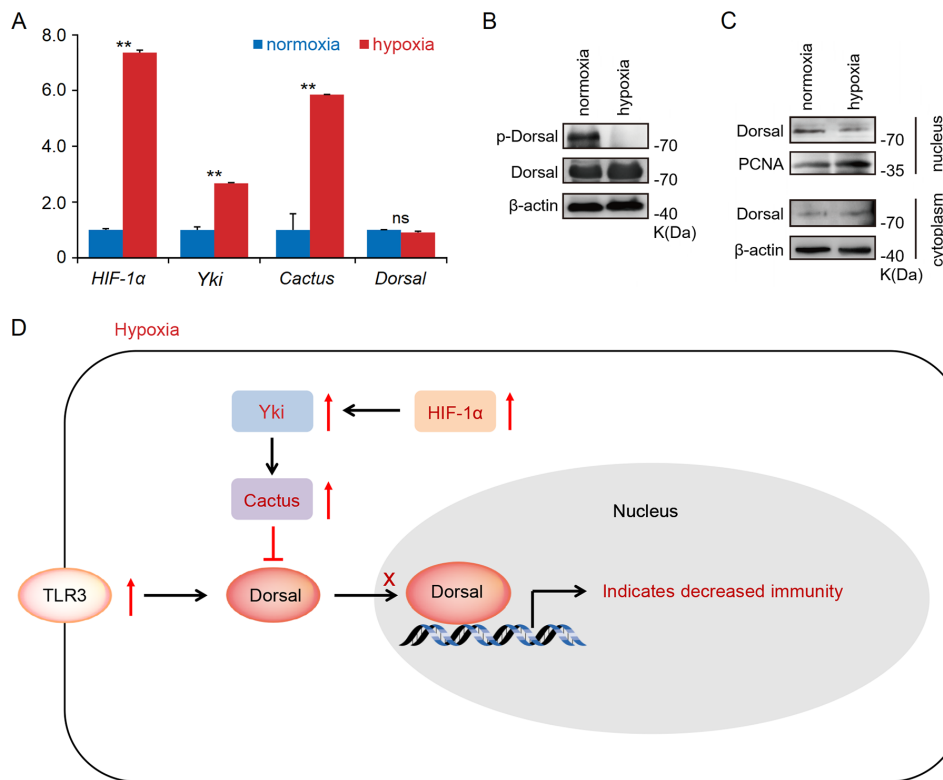 A
8.0
6.0
4.0
2.0
0
normoxia
hypoxia
**
**
**
ns
HIF-1α
Yki
Cactus
Dorsal
B
normoxia
hypoxia
p-Dorsal
-70
Dorsal
-70
β-actin
-40
K(Da)
C
normoxia
hypoxia
Dorsal
-70
PCNA
-35
nucleus
Dorsal
-70
β-actin
-40
K(Da)
cytoplasm
D
Hypoxia
Yki
HIF-1α
Cactus
Nucleus
TLR3
Dorsal
x
Dorsal
Indicates decreased immunity